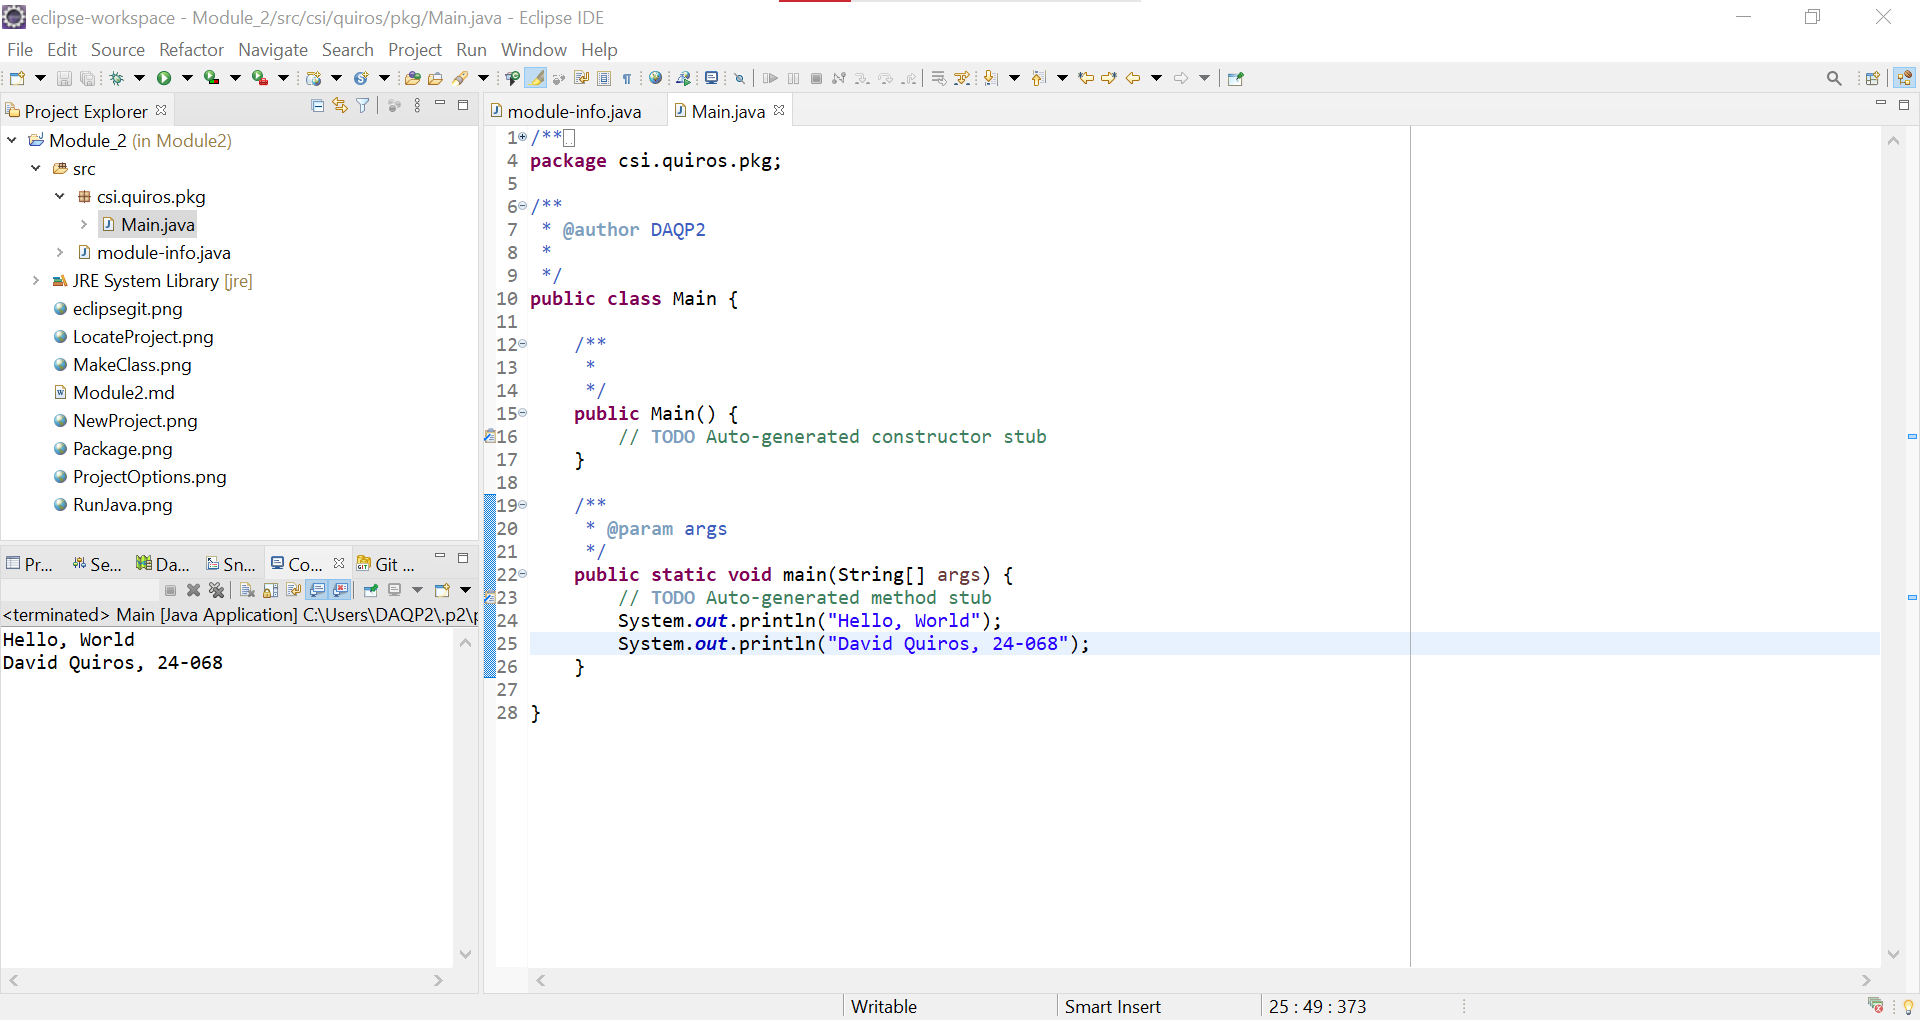 eclipse-workspace - Module_2/src/csi/quiros/pkg/Main.java - Eclipse IDE
File Edit Source Refactor Navigate Search Project Run Window Help
Project Explorer
Module_2 (in Module2)
src
csi.quiros.pkg
Main.java
module-info.java
JRE System Library [jre]
eclipsegit.png
LocateProject.png
MakeClass.png
Module2.md
NewProject.png
Package.png
ProjectOptions.png
RunJava.png
Pr... Se... Da... Sn... Co... Git ...
<terminated> Main [Java Application] C:\Users\DAQP2\.p2\p
Hello, World
David Quiros, 24-068
module-info.java Main.java
1 /**
4 package csi.quiros.pkg;
5
6 /**
7 * @author DAQP2
8 *
9 */
10 public class Main {
11
12 /**
13 *
14 */
15 public Main() {
16 // TODO Auto-generated constructor stub
17 }
18
19 /**
20 * @param args
21 */
22 public static void main(String[] args) {
23 // TODO Auto-generated method stub
24 System.out.println("Hello, World");
25 System.out.println("David Quiros, 24-068");
26 }
27
28 }
Writable Smart Insert 25 : 49 : 373